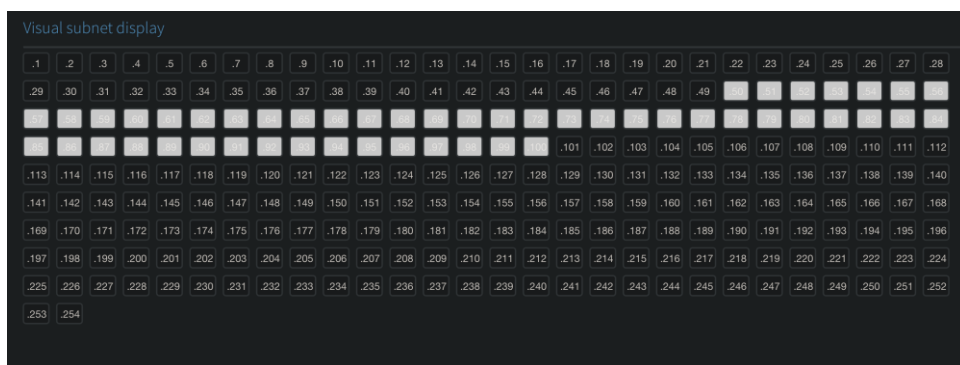 Visual subnet display
.1 .2 .3 .4 .5 .6 .7 .8 .9 .10 .11 .12 .13 .14 .15 .16 .17 .18 .19 .20 .21 .22 .23 .24 .25 .26 .27 .28
.29 .30 .31 .32 .33 .34 .35 .36 .37 .38 .39 .40 .41 .42 .43 .44 .45 .46 .47 .48 .49 .50 .51 .52 .53 .54 .55 .56
.57 .58 .59 .60 .61 .62 .63 .64 .65 .66 .67 .68 .69 .70 .71 .72 .73 .74 .75 .76 .77 .78 .79 .80 .81 .82 .83 .84
.85 .86 .87 .88 .89 .90 .91 .92 .93 .94 .95 .96 .97 .98 .99 .100 .101 .102 .103 .104 .105 .106 .107 .108 .109 .110 .111 .112
.113 .114 .115 .116 .117 .118 .119 .120 .121 .122 .123 .124 .125 .126 .127 .128 .129 .130 .131 .132 .133 .134 .135 .136 .137 .138 .139 .140
.141 .142 .143 .144 .145 .146 .147 .148 .149 .150 .151 .152 .153 .154 .155 .156 .157 .158 .159 .160 .161 .162 .163 .164 .165 .166 .167 .168
.169 .170 .171 .172 .173 .174 .175 .176 .177 .178 .179 .180 .181 .182 .183 .184 .185 .186 .187 .188 .189 .190 .191 .192 .193 .194 .195 .196
.197 .198 .199 .200 .201 .202 .203 .204 .205 .206 .207 .208 .209 .210 .211 .212 .213 .214 .215 .216 .217 .218 .219 .220 .221 .222 .223 .224
.225 .226 .227 .228 .229 .230 .231 .232 .233 .234 .235 .236 .237 .238 .239 .240 .241 .242 .243 .244 .245 .246 .247 .248 .249 .250 .251 .252
.253 .254